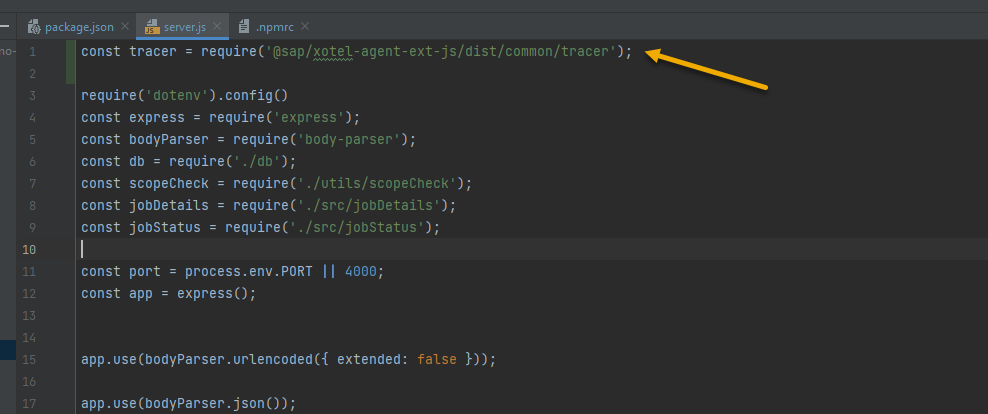 package.json
server.js
.npmrc
no-
1 const tracer = require('@sap/xotel-agent-ext-js/dist/common/tracer');
2
3 require('dotenv').config()
4 const express = require('express');
5 const bodyParser = require('body-parser');
6 const db = require('./db');
7 const scopeCheck = require('./utils/scopeCheck');
8 const jobDetails = require('./src/jobDetails');
9 const jobStatus = require('./src/jobStatus');
10
11 const port = process.env.PORT || 4000;
12 const app = express();
13
14
15 app.use(bodyParser.urlencoded({ extended: false }));
16
17 app.use(bodyParser.json());